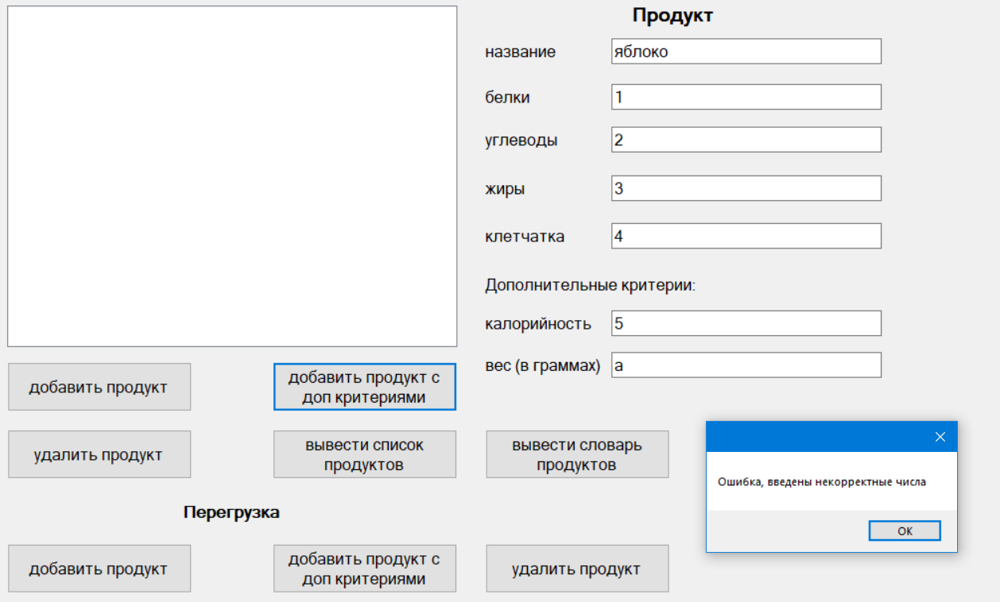 Продукт
название
яблоко
белки
1
углеводы
2
жиры
3
клетчатка
4
Дополнительные критерии:
калорийность
5
вес (в граммах)
а
добавить продукт
добавить продукт с
доп критериями
удалить продукт
вывести список
продуктов
вывести словарь
продуктов
Ошибка, введены некорректные числа
ОК
Перегрузка
добавить продукт
добавить продукт с
доп критериями
удалить продукт